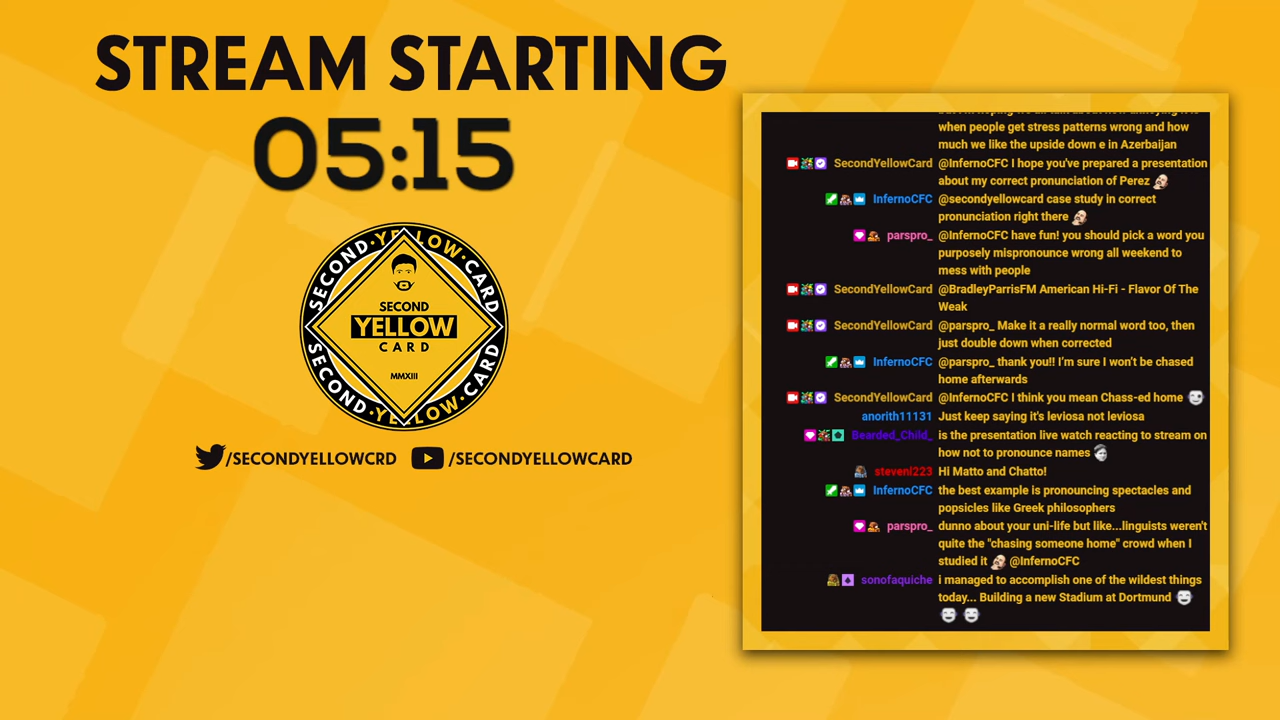 STREAM STARTING
05:15
SECOND·YELLOW·CARD
SECOND
YELLOW
CARD
MMXIII
SECOND·YELLOW·CARD
/SECONDYELLOWCRD
/SECONDYELLOWCARD
when people get stress patterns wrong and how
much we like the upside down e in Azerbaijan
SecondYellowCard @InfernoCFC I hope you've prepared a presentation
about my correct pronunciation of Perez
InfernoCFC @secondyellowcard case study in correct
pronunciation right there
parspro_ @InfernoCFC have fun! you should pick a word you
purposely mispronounce wrong all weekend to
mess with people
SecondYellowCard @BradleyParrisFM American Hi-Fi - Flavor Of The
Weak
SecondYellowCard @parspro_ Make it a really normal word too, then
just double down when corrected
InfernoCFC @parspro_ thank you!! I'm sure I won't be chased
home afterwards
SecondYellowCard @InfernoCFC I think you mean Chass-ed home
anorith11131 Just keep saying it's leviosa not leviosa
Bearded_Child_ is the presentation live watch reacting to stream on
how not to pronounce names
stevenl223 Hi Matto and Chatto!
InfernoCFC the best example is pronouncing spectacles and
popsicles like Greek philosophers
parspro_ dunno about your uni-life but like...linguists weren't
quite the "chasing someone home" crowd when I
studied it @InfernoCFC
sonofaquiche i managed to accomplish one of the wildest things
today... Building a new Stadium at Dortmund